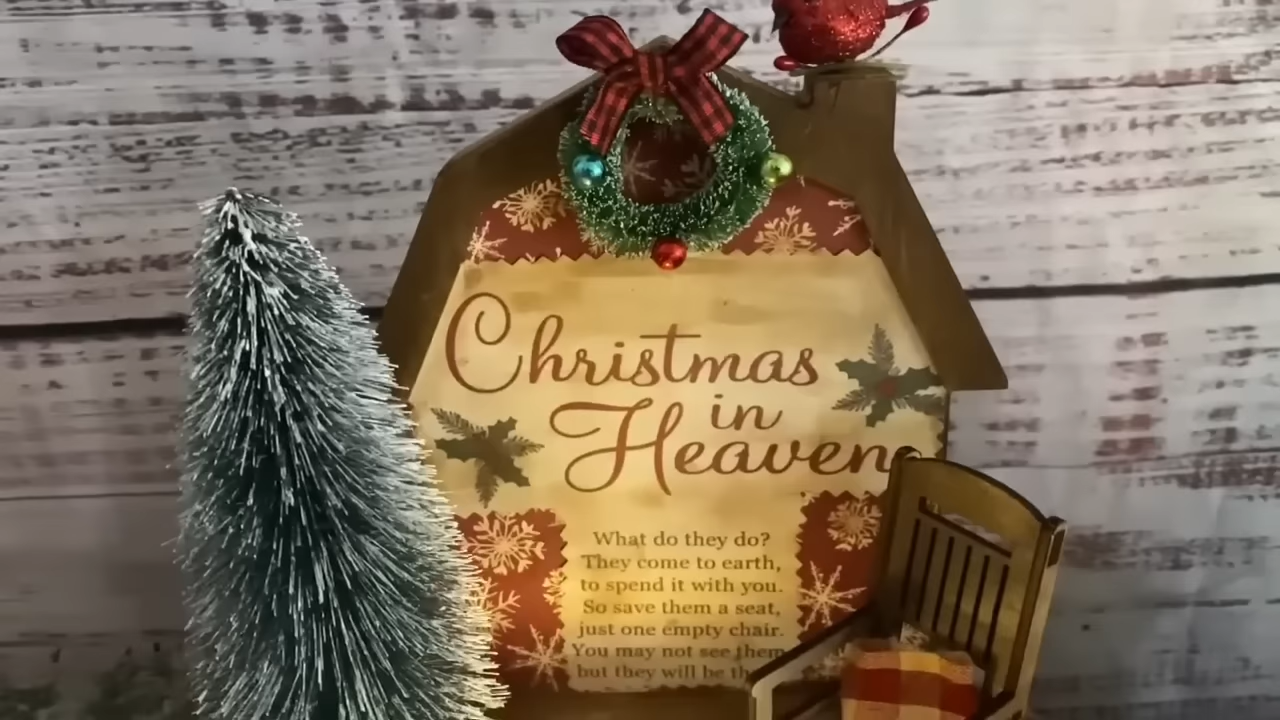 Christmas
in
Heaven
What do they do?
They come to earth,
to spend it with you.
So save them a seat,
just one empty chair.
You may not see them
but they will be